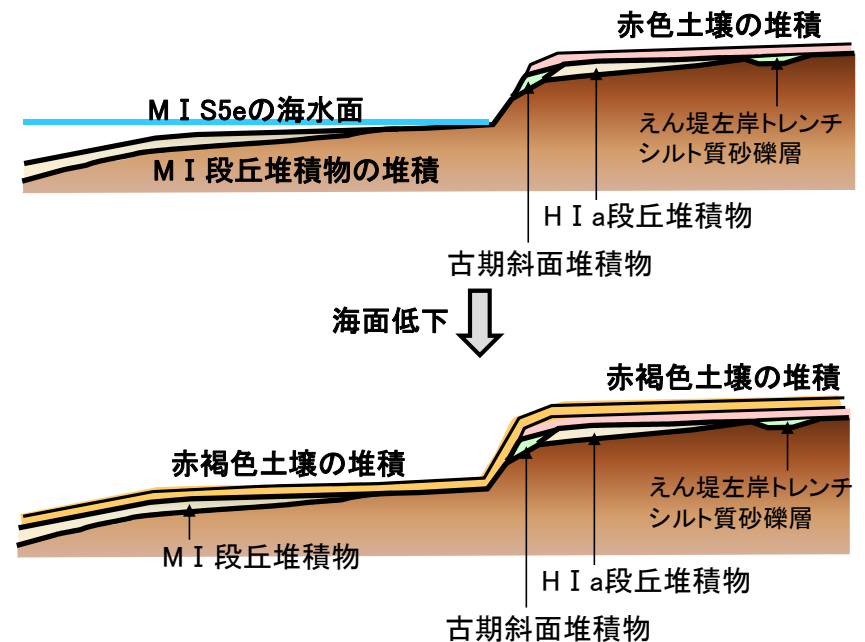 赤色土壌の堆積
ＭＩS5eの海水面
えん堤左岸トレンチ
シルト質砂礫層
ＭＩ段丘堆積物の堆積
ＨＩa段丘堆積物
古期斜面堆積物
海面低下
赤褐色土壌の堆積
赤褐色土壌の堆積
えん堤左岸トレンチ
シルト質砂礫層
ＭＩ段丘堆積物
ＨＩa段丘堆積物
古期斜面堆積物